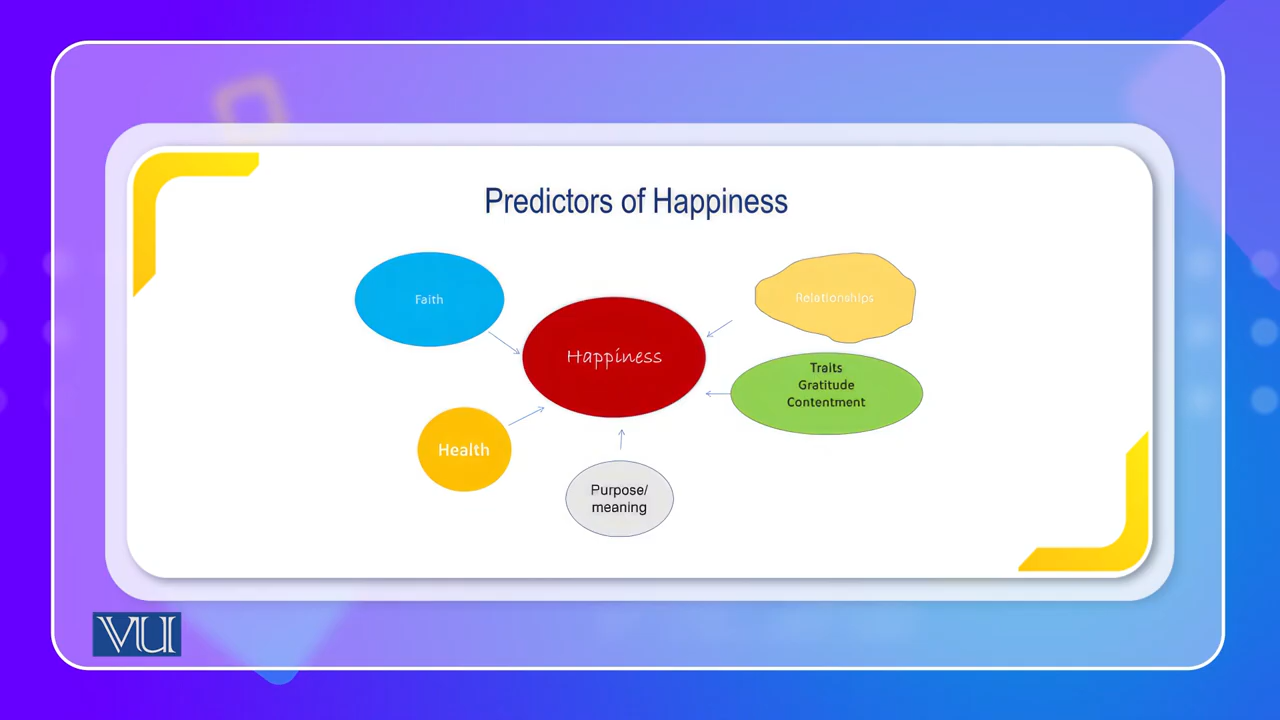 Predictors of Happiness
Faith
Relationships
Happiness
Traits
Gratitude
Contentment
Health
Purpose/
meaning
VU